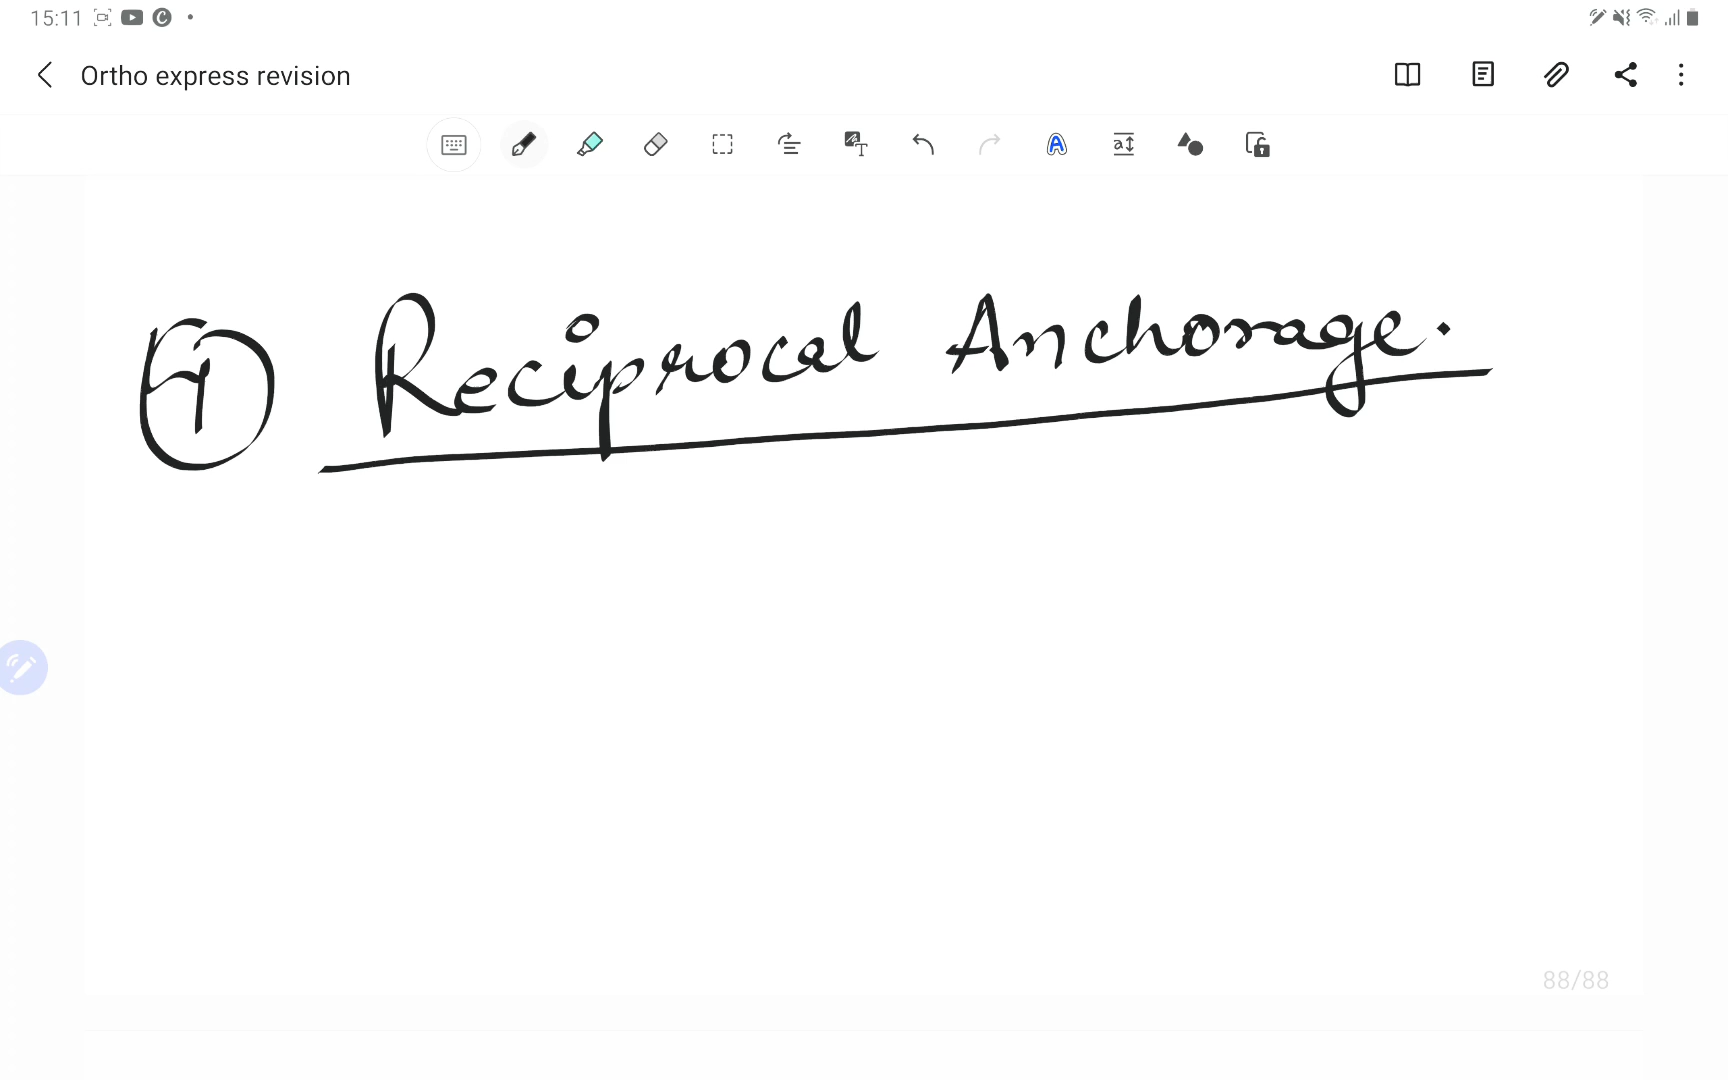 15:11
Ortho express revision
④ Reciprocal Anchorage.
88/88